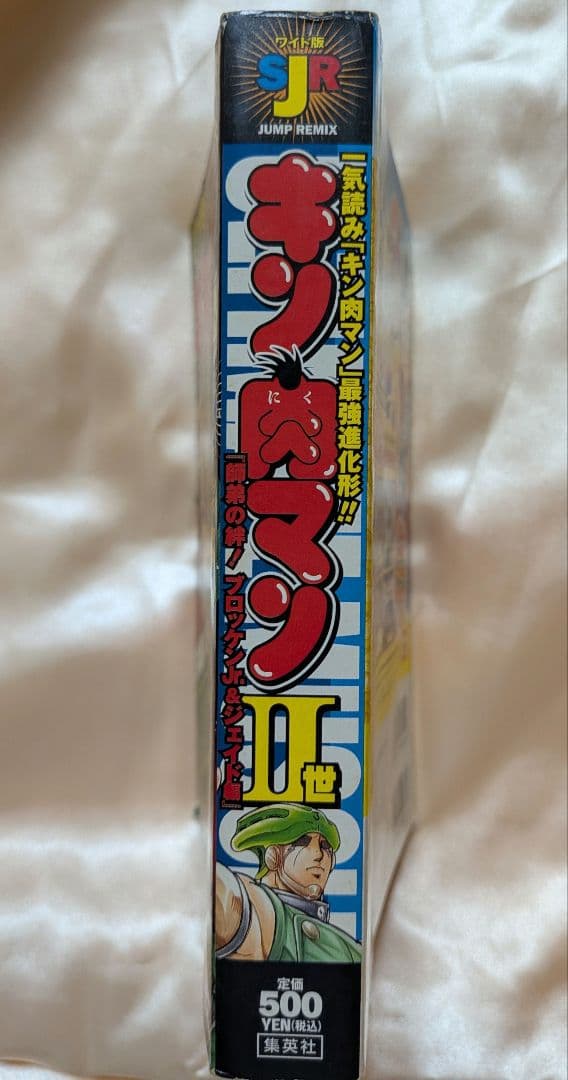 ワイド版
SJR
JUMP REMIX
一気読み「キン肉マン」最強進化形!!
キン肉マン
にく
II世
「師弟の絆! ブロッケンJr.&ジェイド編」
定価
500
YEN(税込)
集英社